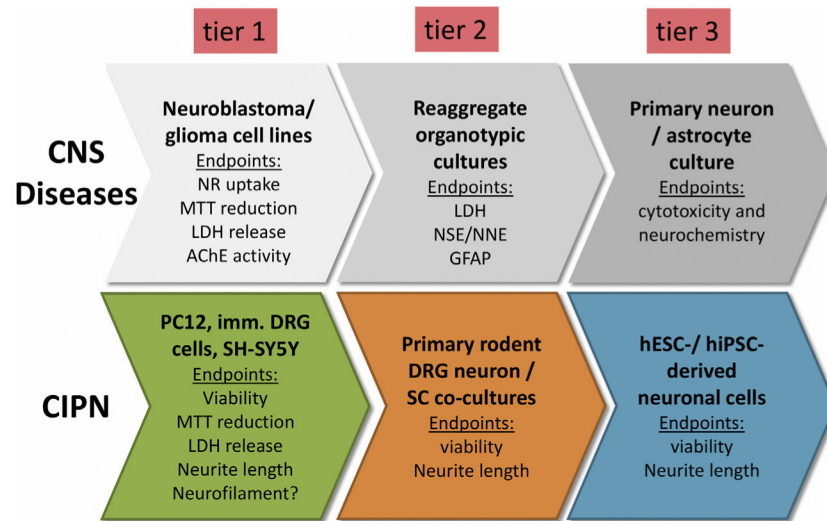 tier 1
tier 2
tier 3
CNS
Diseases
Neuroblastoma/
glioma cell lines
Endpoints:
NR uptake
MTT reduction
LDH release
AChE activity
Reaggregate
organotypic
cultures
Endpoints:
LDH
NSE/NNE
GFAP
Primary neuron
/ astrocyte
culture
Endpoints:
cytotoxicity and
neurochemistry
CIPN
PC12, imm. DRG
cells, SH-SY5Y
Endpoints:
Viability
MTT reduction
LDH release
Neurite length
Neurofilament?
Primary rodent
DRG neuron /
SC co-cultures
Endpoints:
viability
Neurite length
hESC-/ hiPSC-
derived
neuronal cells
Endpoints:
viability
Neurite length